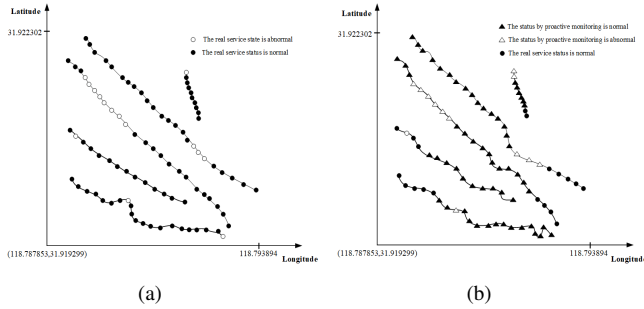 Latitude
31.922302
The real service state is abnormal
The real service status is normal
(118.787853,31.919299)
118.793894
Longitude
(a)
Latitude
31.922302
The status by proactive monitoring is normal
The status by proactive monitoring is abnormal
The real service status is normal
(118.787853,31.919299)
118.793894
Longitude
(b)